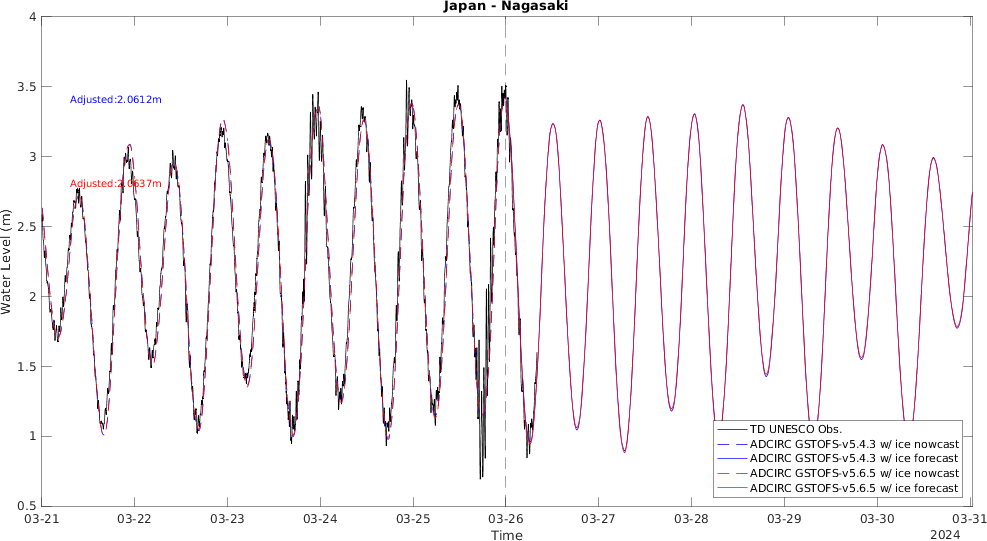 Japan - Nagasaki
Water Level (m)
4
3.5
3
2.5
2
1.5
1
0.5
Adjusted:2.0612m
Adjusted:2.0637m
TD UNESCO Obs.
ADCIRC GSTOFS-v5.4.3 w/ ice nowcast
ADCIRC GSTOFS-v5.4.3 w/ ice forecast
ADCIRC GSTOFS-v5.6.5 w/ ice nowcast
ADCIRC GSTOFS-v5.6.5 w/ ice forecast
03-21 03-22 03-23 03-24 03-25 03-26 03-27 03-28 03-29 03-30 03-31
Time
2024